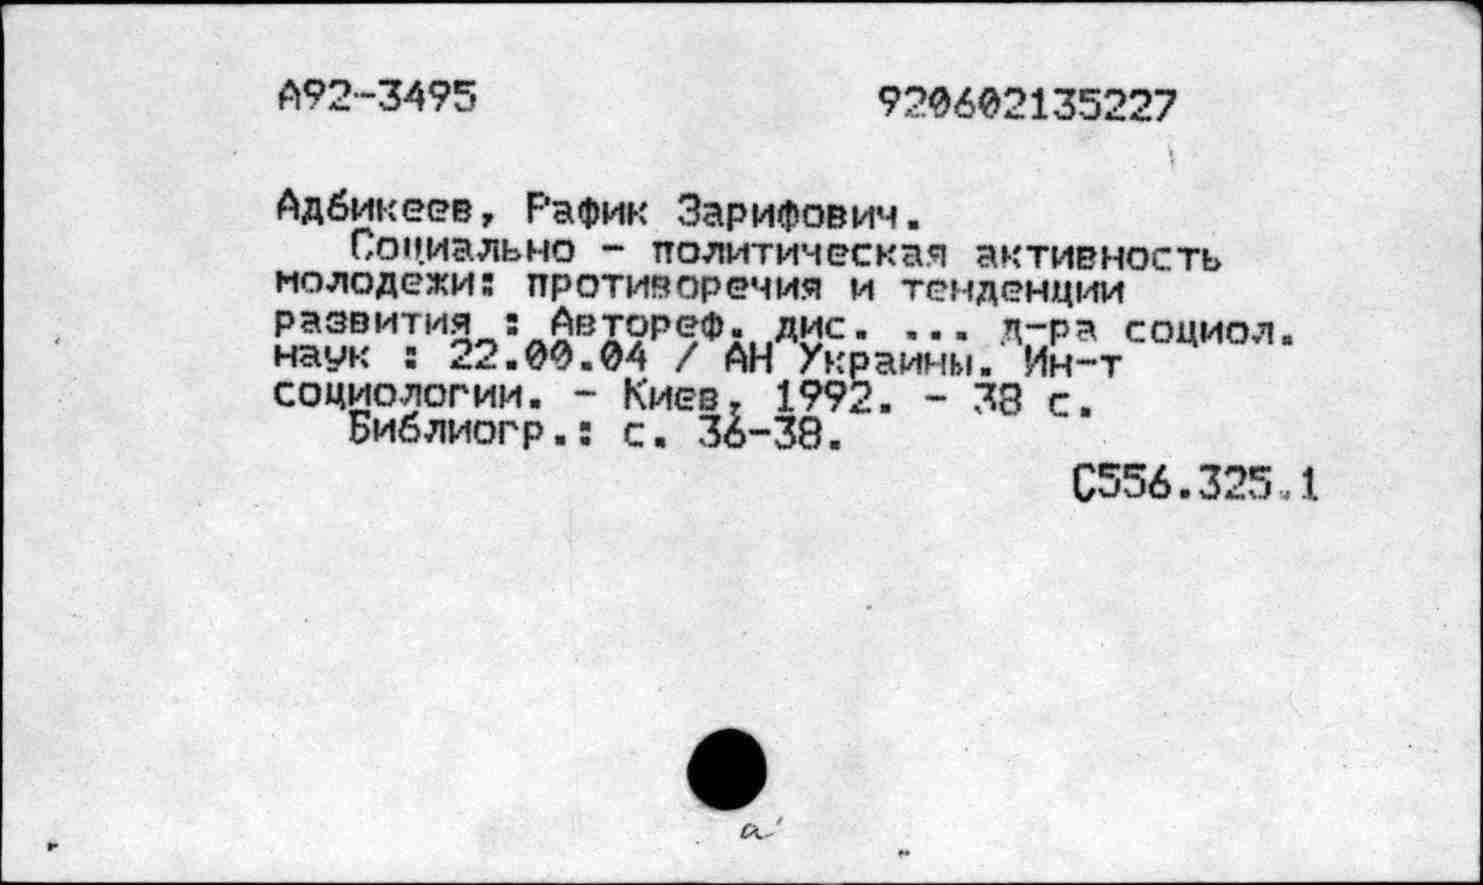 А92-3495 920602135227
Адбикеев, Рафик Зарифович.
Социально - политическая активность
молодежи: противоречия и тенденции
развития : Автореф. дис. ... д-ра социол.
наук : 22.00.04 / АН Украины. Ин-т
социологии. - Киев, 1992. - 38 с.
Библиогр.: с. 36-38.
С556.325.1